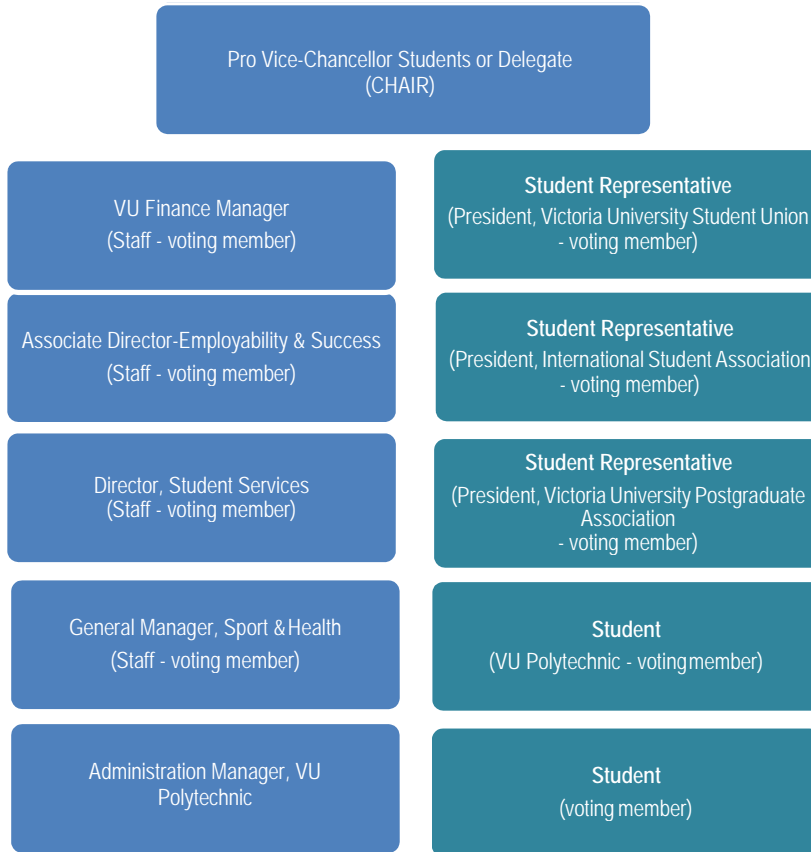 Pro Vice-Chancellor Students or Delegate
(CHAIR)
VU Finance Manager
(Staff - voting member)
Student Representative
(President, Victoria University Student Union
- voting member)
Associate Director-Employability & Success
(Staff - voting member)
Student Representative
(President, International Student Association
- voting member)
Director, Student Services
(Staff - voting member)
Student Representative
(President, Victoria University Postgraduate
Association
- voting member)
General Manager, Sport & Health
(Staff - voting member)
Student
(VU Polytechnic - voting member)
Administration Manager, VU
Polytechnic
Student
(voting member)